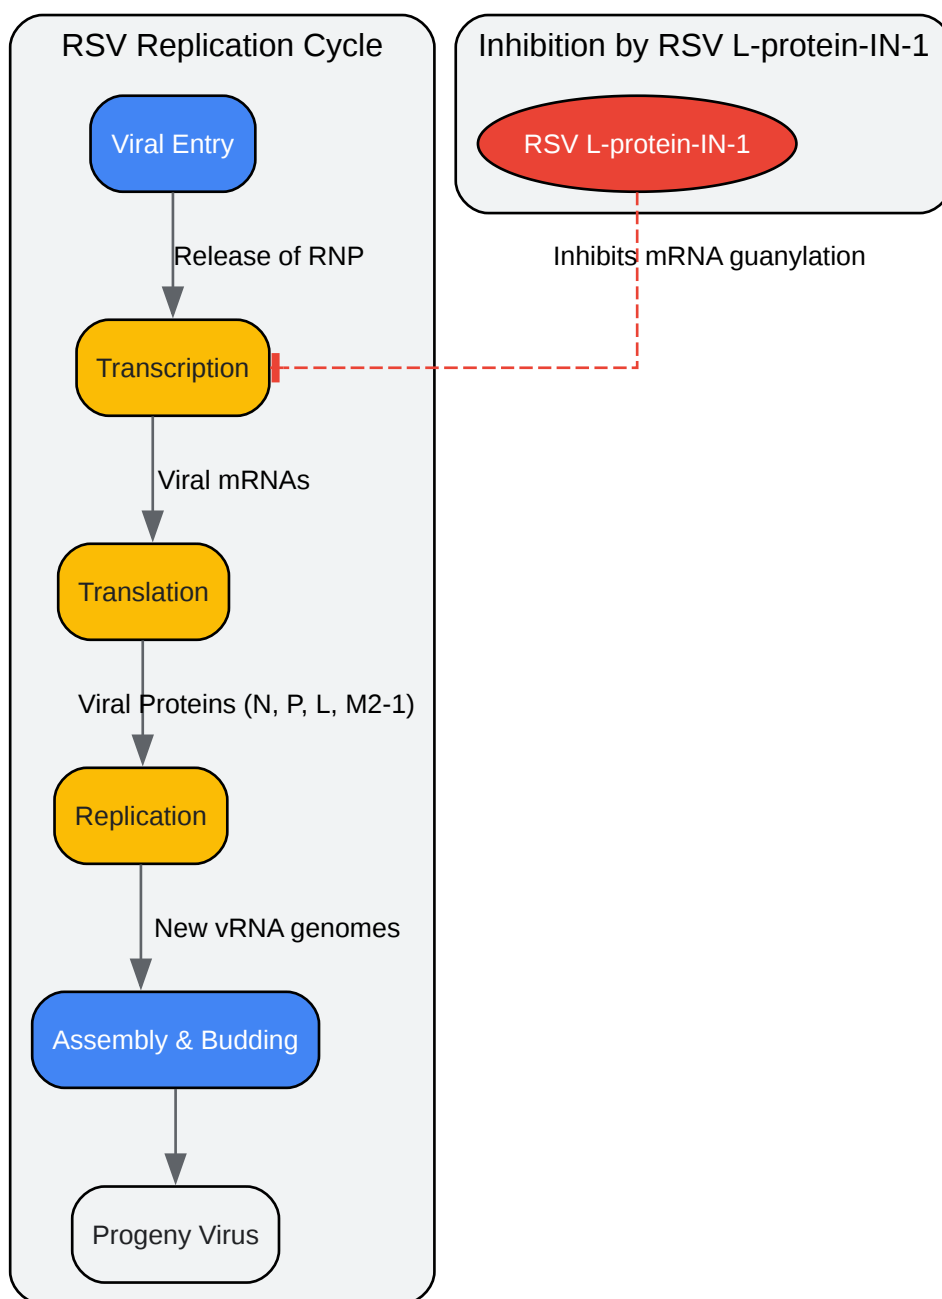 RSV Replication Cycle
Inhibition by RSV L-protein-IN-1
Viral Entry
RSV L-protein-IN-1
Release of RNP
Inhibits mRNA guanylation
Transcription
Viral mRNAs
Translation
Viral Proteins (N, P, L, M2-1)
Replication
New vRNA genomes
Assembly & Budding
Progeny Virus